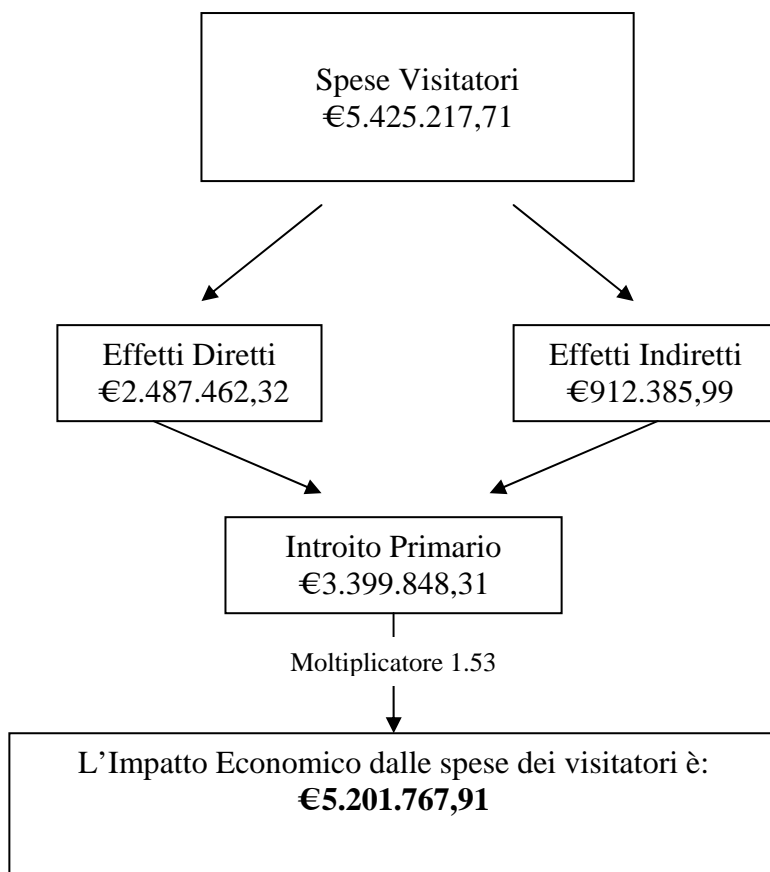 Spese Visitatori
€5.425.217,71
Effetti Diretti
€2.487.462,32
Effetti Indiretti
€912.385,99
Introito Primario
€3.399.848,31
Moltiplicatore 1.53
L’Impatto Economico dalle spese dei visitatori è:
€5.201.767,91